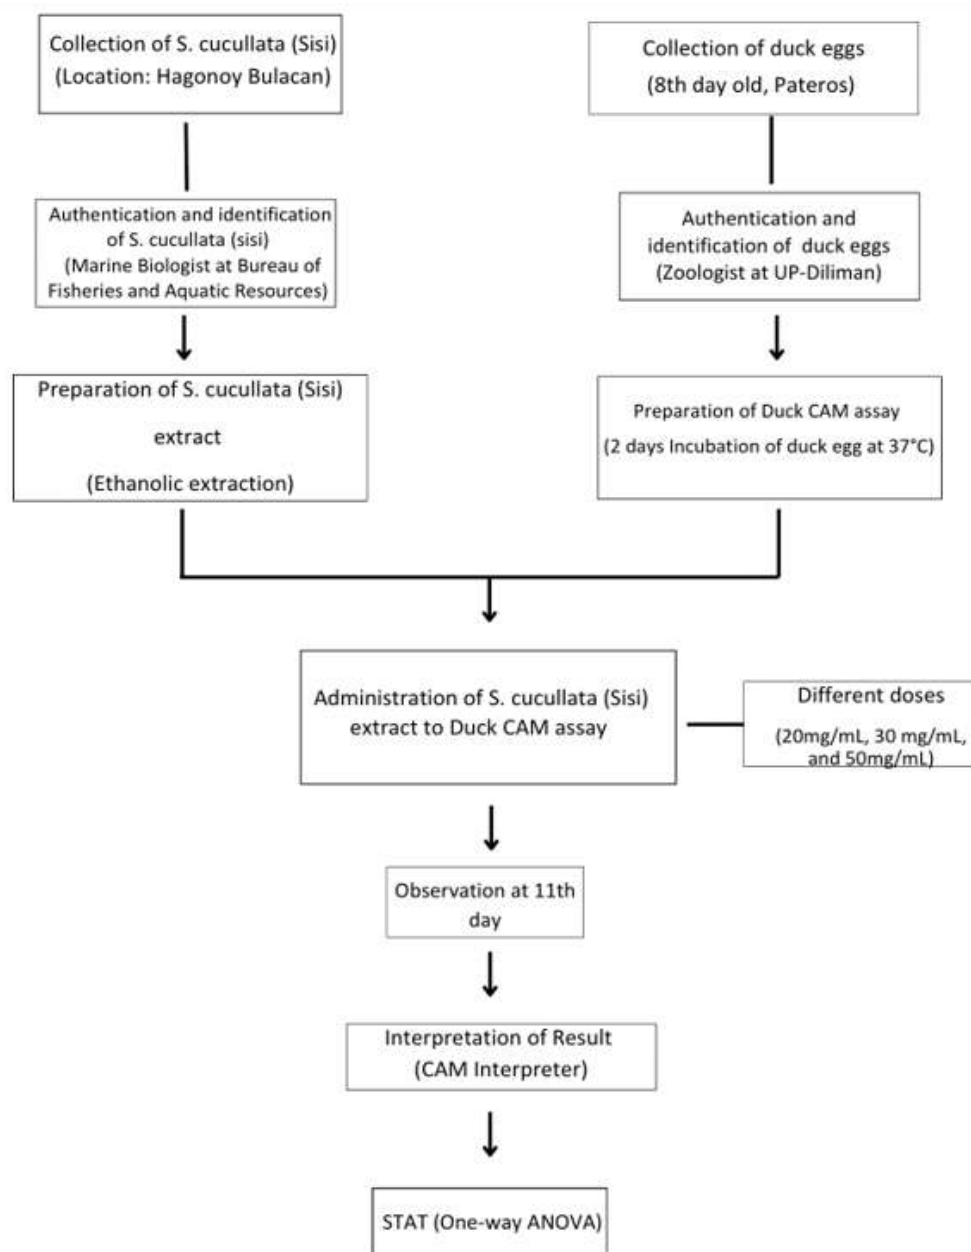 Collection of S. cucullata (Sisi)
(Location: Hagonoy Bulacan)
Collection of duck eggs
(8th day old, Pateros)
Authentication and identification
of S. cucullata (sisi)
(Marine Biologist at Bureau of
Fisheries and Aquatic Resources)
Authentication and
identification of duck eggs
(Zoologist at UP-Diliman)
Preparation of S. cucullata (Sisi)
extract
(Ethanolic extraction)
Preparation of Duck CAM assay
(2 days Incubation of duck egg at 37°C)
Administration of S. cucullata (Sisi)
extract to Duck CAM assay
Different doses
(20mg/mL, 30 mg/mL,
and 50mg/mL)
Observation at 11th
day
Interpretation of Result
(CAM Interpreter)
STAT (One-way ANOVA)